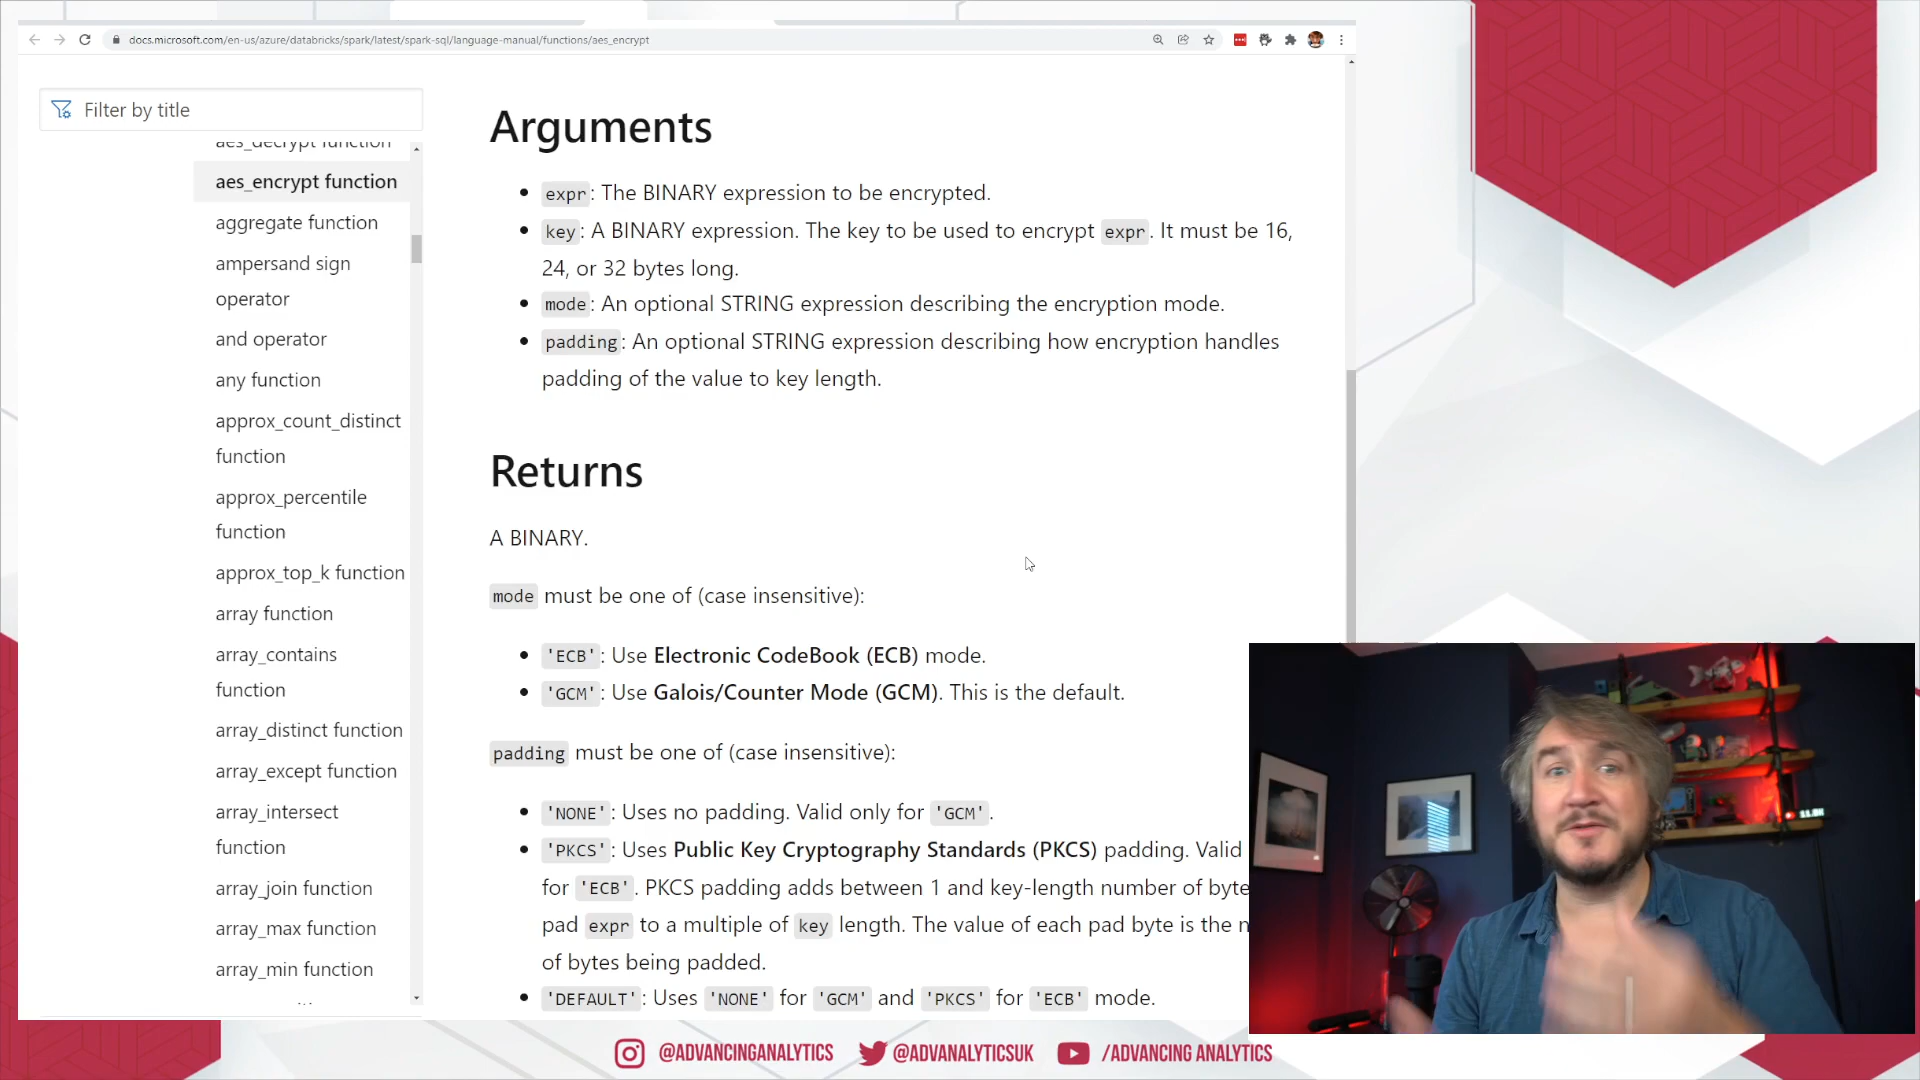 docs.microsoft.com/en-us/azure/databricks/spark/latest/spark-sql/language-manual/functions/aes_encrypt
Filter by title
aes_decrypt function
aes_encrypt function
aggregate function
ampersand sign
operator
and operator
any function
approx_count_distinct
function
approx_percentile
function
approx_top_k function
array function
array_contains
function
array_distinct function
array_except function
array_intersect
function
array_join function
array_max function
array_min function
Arguments
expr: The BINARY expression to be encrypted.
key: A BINARY expression. The key to be used to encrypt expr. It must be 16,
24, or 32 bytes long.
mode: An optional STRING expression describing the encryption mode.
padding: An optional STRING expression describing how encryption handles
padding of the value to key length.
Returns
A BINARY.
mode must be one of (case insensitive):
'ECB': Use Electronic CodeBook (ECB) mode.
'GCM': Use Galois/Counter Mode (GCM). This is the default.
padding must be one of (case insensitive):
'NONE': Uses no padding. Valid only for 'GCM'.
'PKCS': Uses Public Key Cryptography Standards (PKCS) padding. Valid
for 'ECB'. PKCS padding adds between 1 and key-length number of byte
pad expr to a multiple of key length. The value of each pad byte is the n
of bytes being padded.
'DEFAULT': Uses 'NONE' for 'GCM' and 'PKCS' for 'ECB' mode.
@ADVANCINGANALYTICS @ADVANALYTICSUK /ADVANCING ANALYTICS